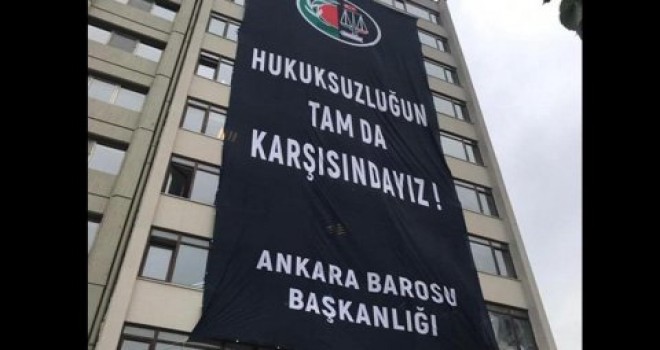 HUKUKSUZLUĞUN
TAM DA
KARŞISINDAYIZ !
ANKARA BAROSU
BAŞKANLIĞI